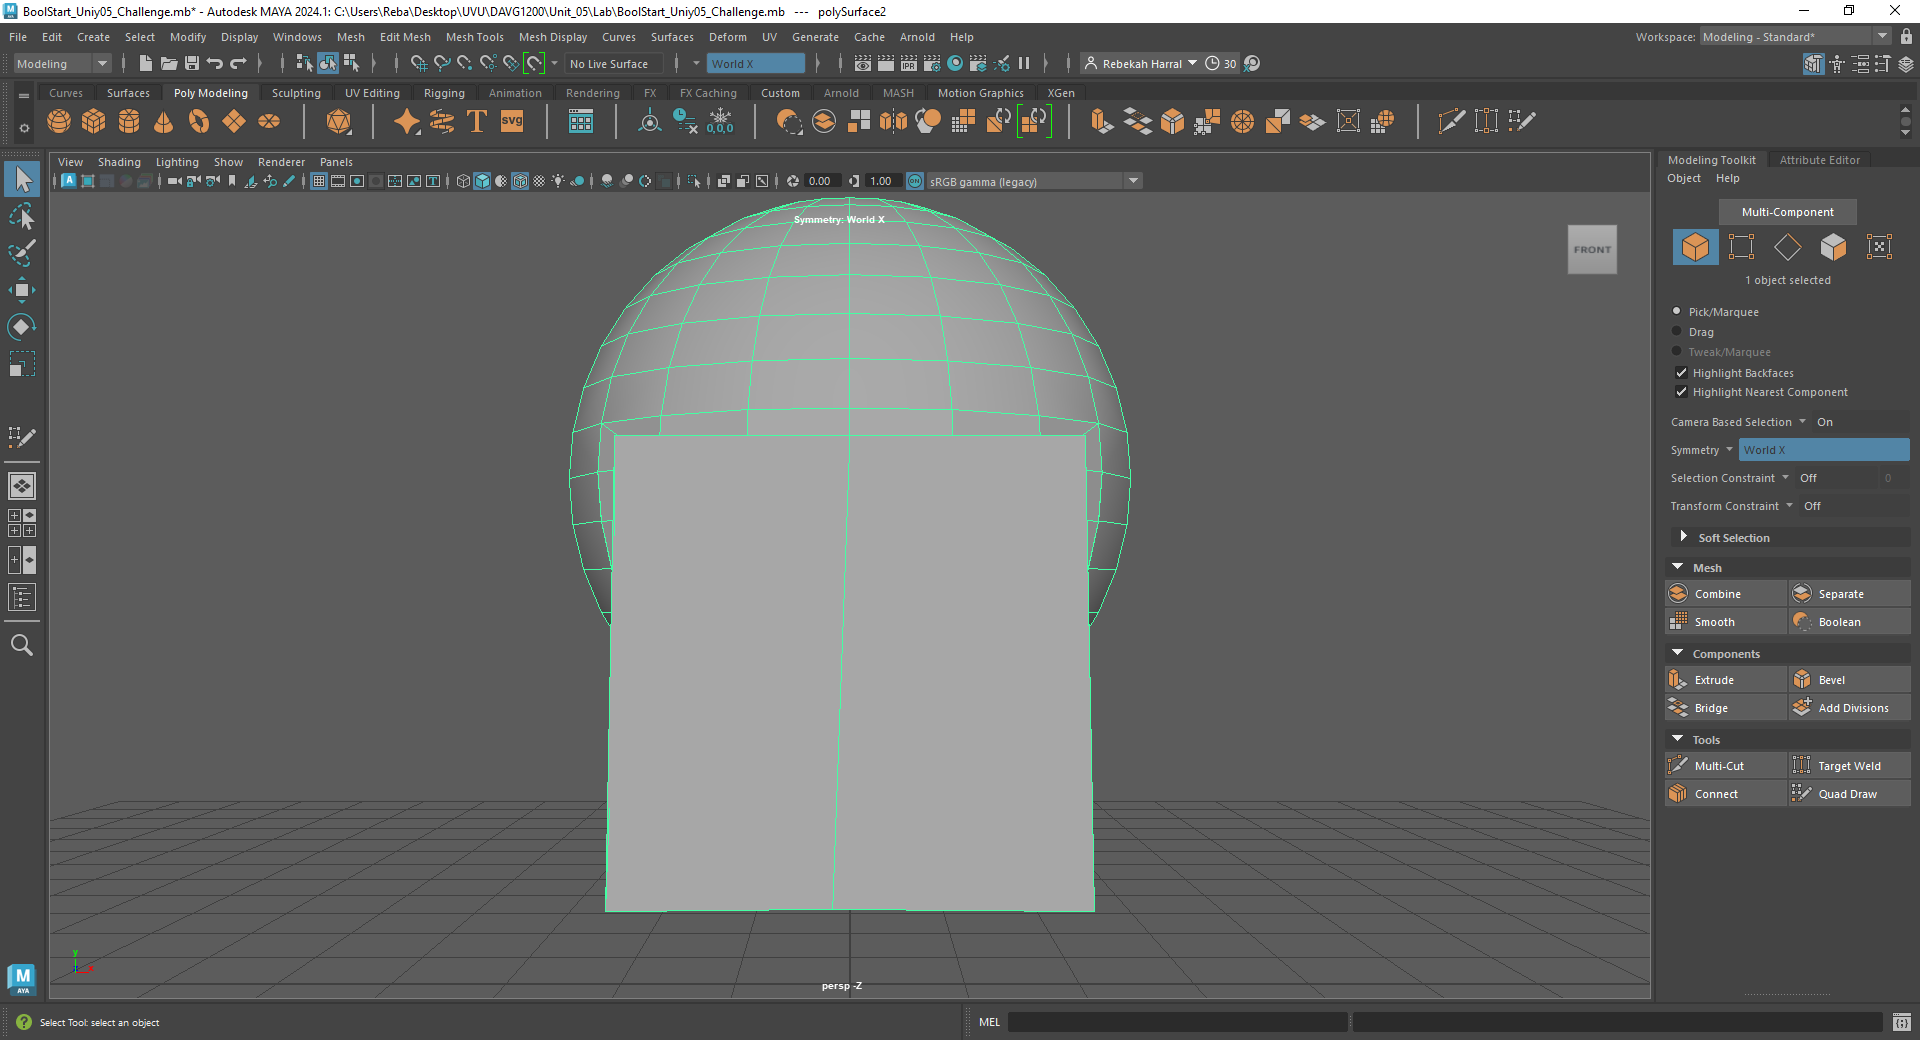 BoolStart_Uniy05_Challenge.mb* - Autodesk MAYA 2024.1: C:\Users\Reba\Desktop\UVU\DAVG1200\Unit_05\Lab\BoolStart_Uniy05_Challenge.mb --- polySurface2
File Edit Create Select Modify Display Windows Mesh Edit Mesh Mesh Tools Mesh Display Curves Surfaces Deform UV Generate Cache Arnold Help
Workspace: Modeling - Standard*
Modeling No Live Surface World X IPR Rebekah Harral 30
Curves Surfaces Poly Modeling Sculpting UV Editing Rigging Animation Rendering FX FX Caching Custom Arnold MASH Motion Graphics XGen
T SVG 0,0,0
View Shading Lighting Show Renderer Panels
0.00 1.00 ON sRGB gamma (legacy)
Symmetry: World X
FRONT
y
x
persp -Z
Modeling Toolkit Attribute Editor
Object Help
Multi-Component
1 object selected
Pick/Marquee
Drag
Tweak/Marquee
Highlight Backfaces
Highlight Nearest Component
Camera Based Selection On
Symmetry World X
Selection Constraint Off 0
Transform Constraint Off
Soft Selection
Mesh
Combine Separate
Smooth Boolean
Components
Extrude Bevel
Bridge Add Divisions
Tools
Multi-Cut Target Weld
Connect Quad Draw
M
AYA
Select Tool: select an object
MEL